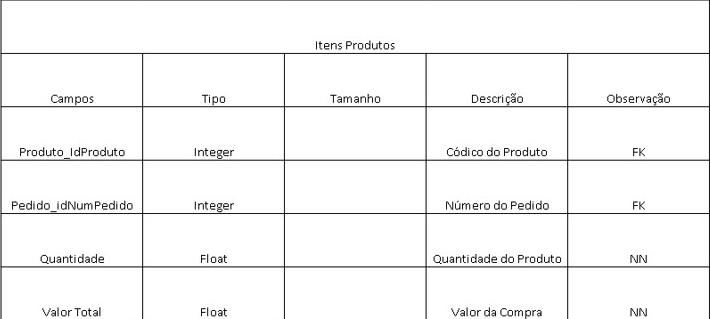 Itens Produtos
Campos Tipo Tamanho Descrição Observação
Produto_IdProduto Integer Códico do Produto FK
Pedido_idNumPedido Integer Número do Pedido FK
Quantidade Float Quantidade do Produto NN
Valor Total Float Valor da Compra NN